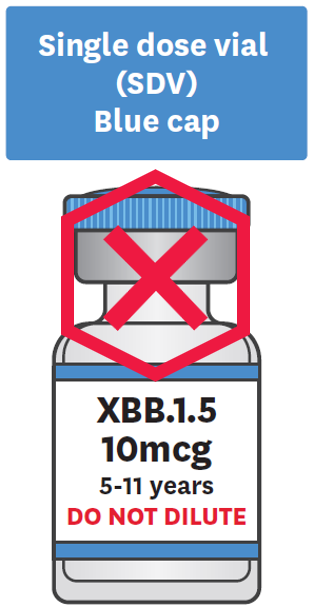 Single dose vial
(SDV)
Blue cap
XBB.1.5
10mcg
5-11 years
DO NOT DILUTE